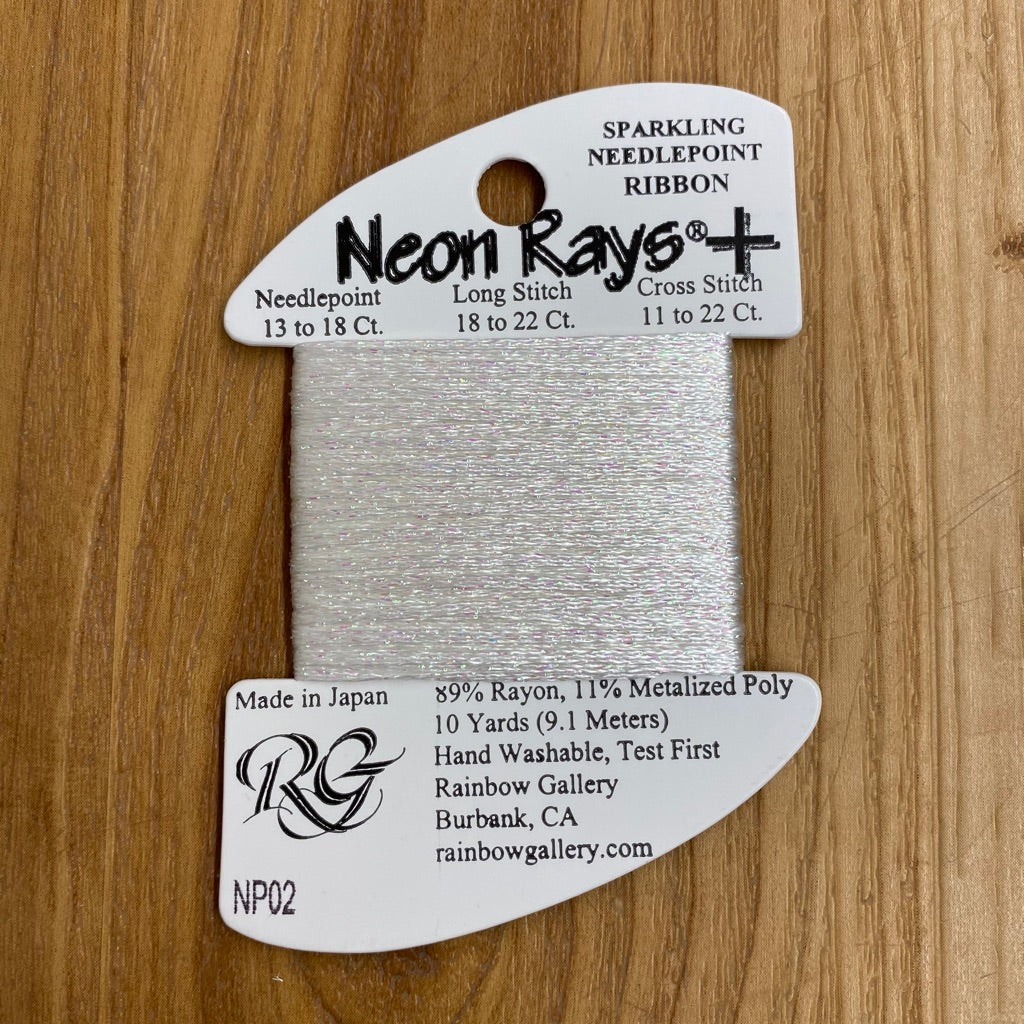 SPARKLING
NEEDLEPOINT
RIBBON
Neon Rays®+
Needlepoint Long Stitch Cross Stitch
13 to 18 Ct. 18 to 22 Ct. 11 to 22 Ct.
Made in Japan
89% Rayon, 11% Metalized Poly
10 Yards (9.1 Meters)
Hand Washable, Test First
RG
Rainbow Gallery
Burbank, CA
rainbowgallery.com
NP02